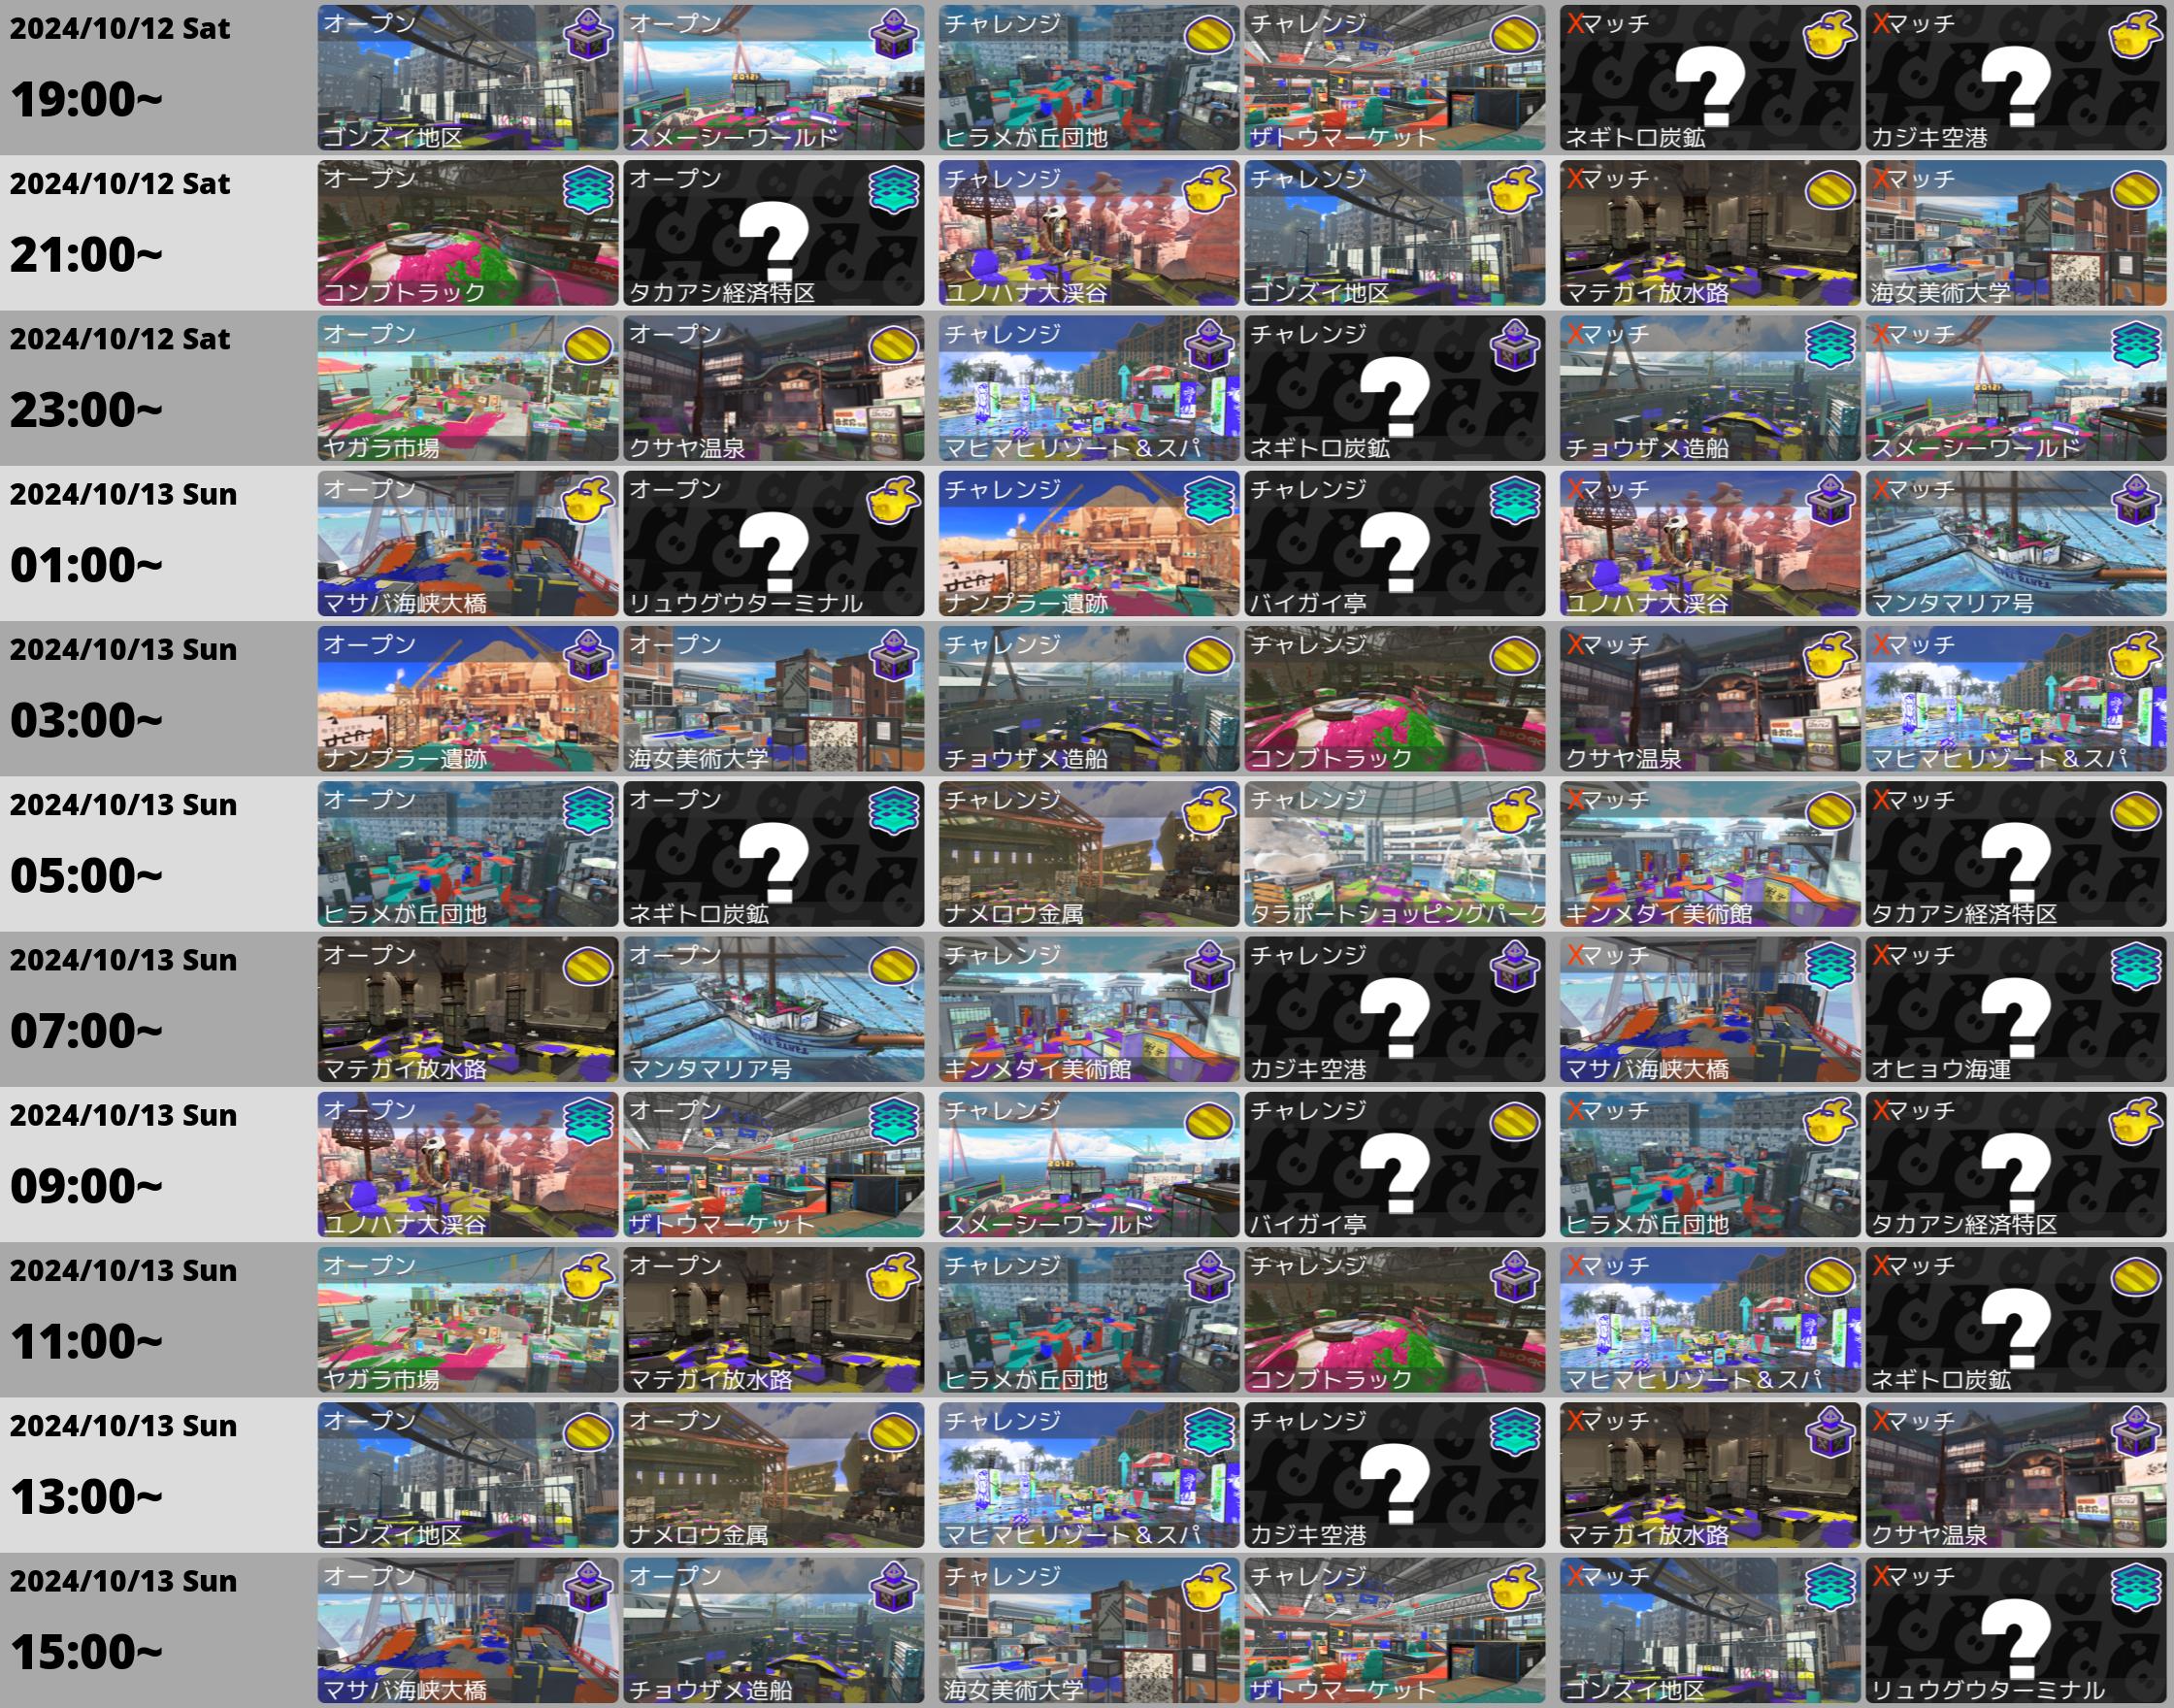 2024/10/12 Sat
19:00~
オープン
ゴンズイ地区
オープン
スメーシーワールド
チャレンジ
ヒラメが丘団地
チャレンジ
ザトウマーケット
Xマッチ
ネギトロ炭鉱
Xマッチ
カジキ空港
2024/10/12 Sat
21:00~
オープン
コンブトラック
オープン
タカアシ経済特区
チャレンジ
ユノハナ大渓谷
チャレンジ
ゴンズイ地区
Xマッチ
マテガイ放水路
Xマッチ
海女美術大学
2024/10/12 Sat
23:00~
オープン
ヤガラ市場
オープン
クサヤ温泉
チャレンジ
マヒマヒリゾート＆スパ
チャレンジ
ネギトロ炭鉱
Xマッチ
チョウザメ造船
Xマッチ
スメーシーワールド
2024/10/13 Sun
01:00~
オープン
マサバ海峡大橋
オープン
リュウグウターミナル
チャレンジ
ナンプラー遺跡
チャレンジ
バイガイ亭
Xマッチ
ユノハナ大渓谷
Xマッチ
マンタマリア号
2024/10/13 Sun
03:00~
オープン
ナンプラー遺跡
オープン
海女美術大学
チャレンジ
チョウザメ造船
チャレンジ
コンブトラック
Xマッチ
クサヤ温泉
Xマッチ
マヒマヒリゾート＆スパ
2024/10/13 Sun
05:00~
オープン
ヒラメが丘団地
オープン
ネギトロ炭鉱
チャレンジ
ナメロウ金属
チャレンジ
タラポートショッピングパーク
Xマッチ
キンメダイ美術館
Xマッチ
タカアシ経済特区
2024/10/13 Sun
07:00~
オープン
マテガイ放水路
オープン
マンタマリア号
チャレンジ
キンメダイ美術館
チャレンジ
カジキ空港
Xマッチ
マサバ海峡大橋
Xマッチ
オヒョウ海運
2024/10/13 Sun
09:00~
オープン
ユノハナ大渓谷
オープン
ザトウマーケット
チャレンジ
スメーシーワールド
チャレンジ
バイガイ亭
Xマッチ
ヒラメが丘団地
Xマッチ
タカアシ経済特区
2024/10/13 Sun
11:00~
オープン
ヤガラ市場
オープン
マテガイ放水路
チャレンジ
ヒラメが丘団地
チャレンジ
コンブトラック
Xマッチ
マヒマヒリゾート＆スパ
Xマッチ
ネギトロ炭鉱
2024/10/13 Sun
13:00~
オープン
ゴンズイ地区
オープン
ナメロウ金属
チャレンジ
マヒマヒリゾート＆スパ
チャレンジ
カジキ空港
Xマッチ
マテガイ放水路
Xマッチ
クサヤ温泉
2024/10/13 Sun
15:00~
オープン
マサバ海峡大橋
オープン
チョウザメ造船
チャレンジ
海女美術大学
チャレンジ
ザトウマーケット
Xマッチ
ゴンズイ地区
Xマッチ
リュウグウターミナル